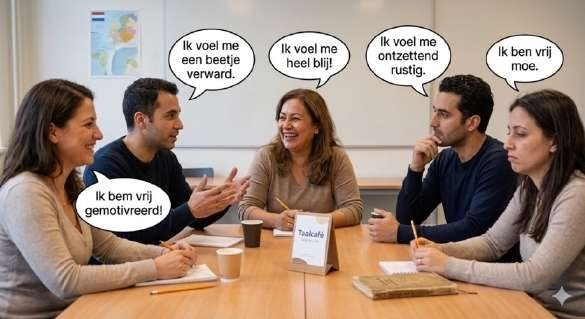 Ik voel me
een beetje
verward.
Ik voel me
heel blij!
Ik voel me
ontzettend
rustig.
Ik ben vrij
moe.
Ik bem vrij
gemotivreerd!
Taalcafé